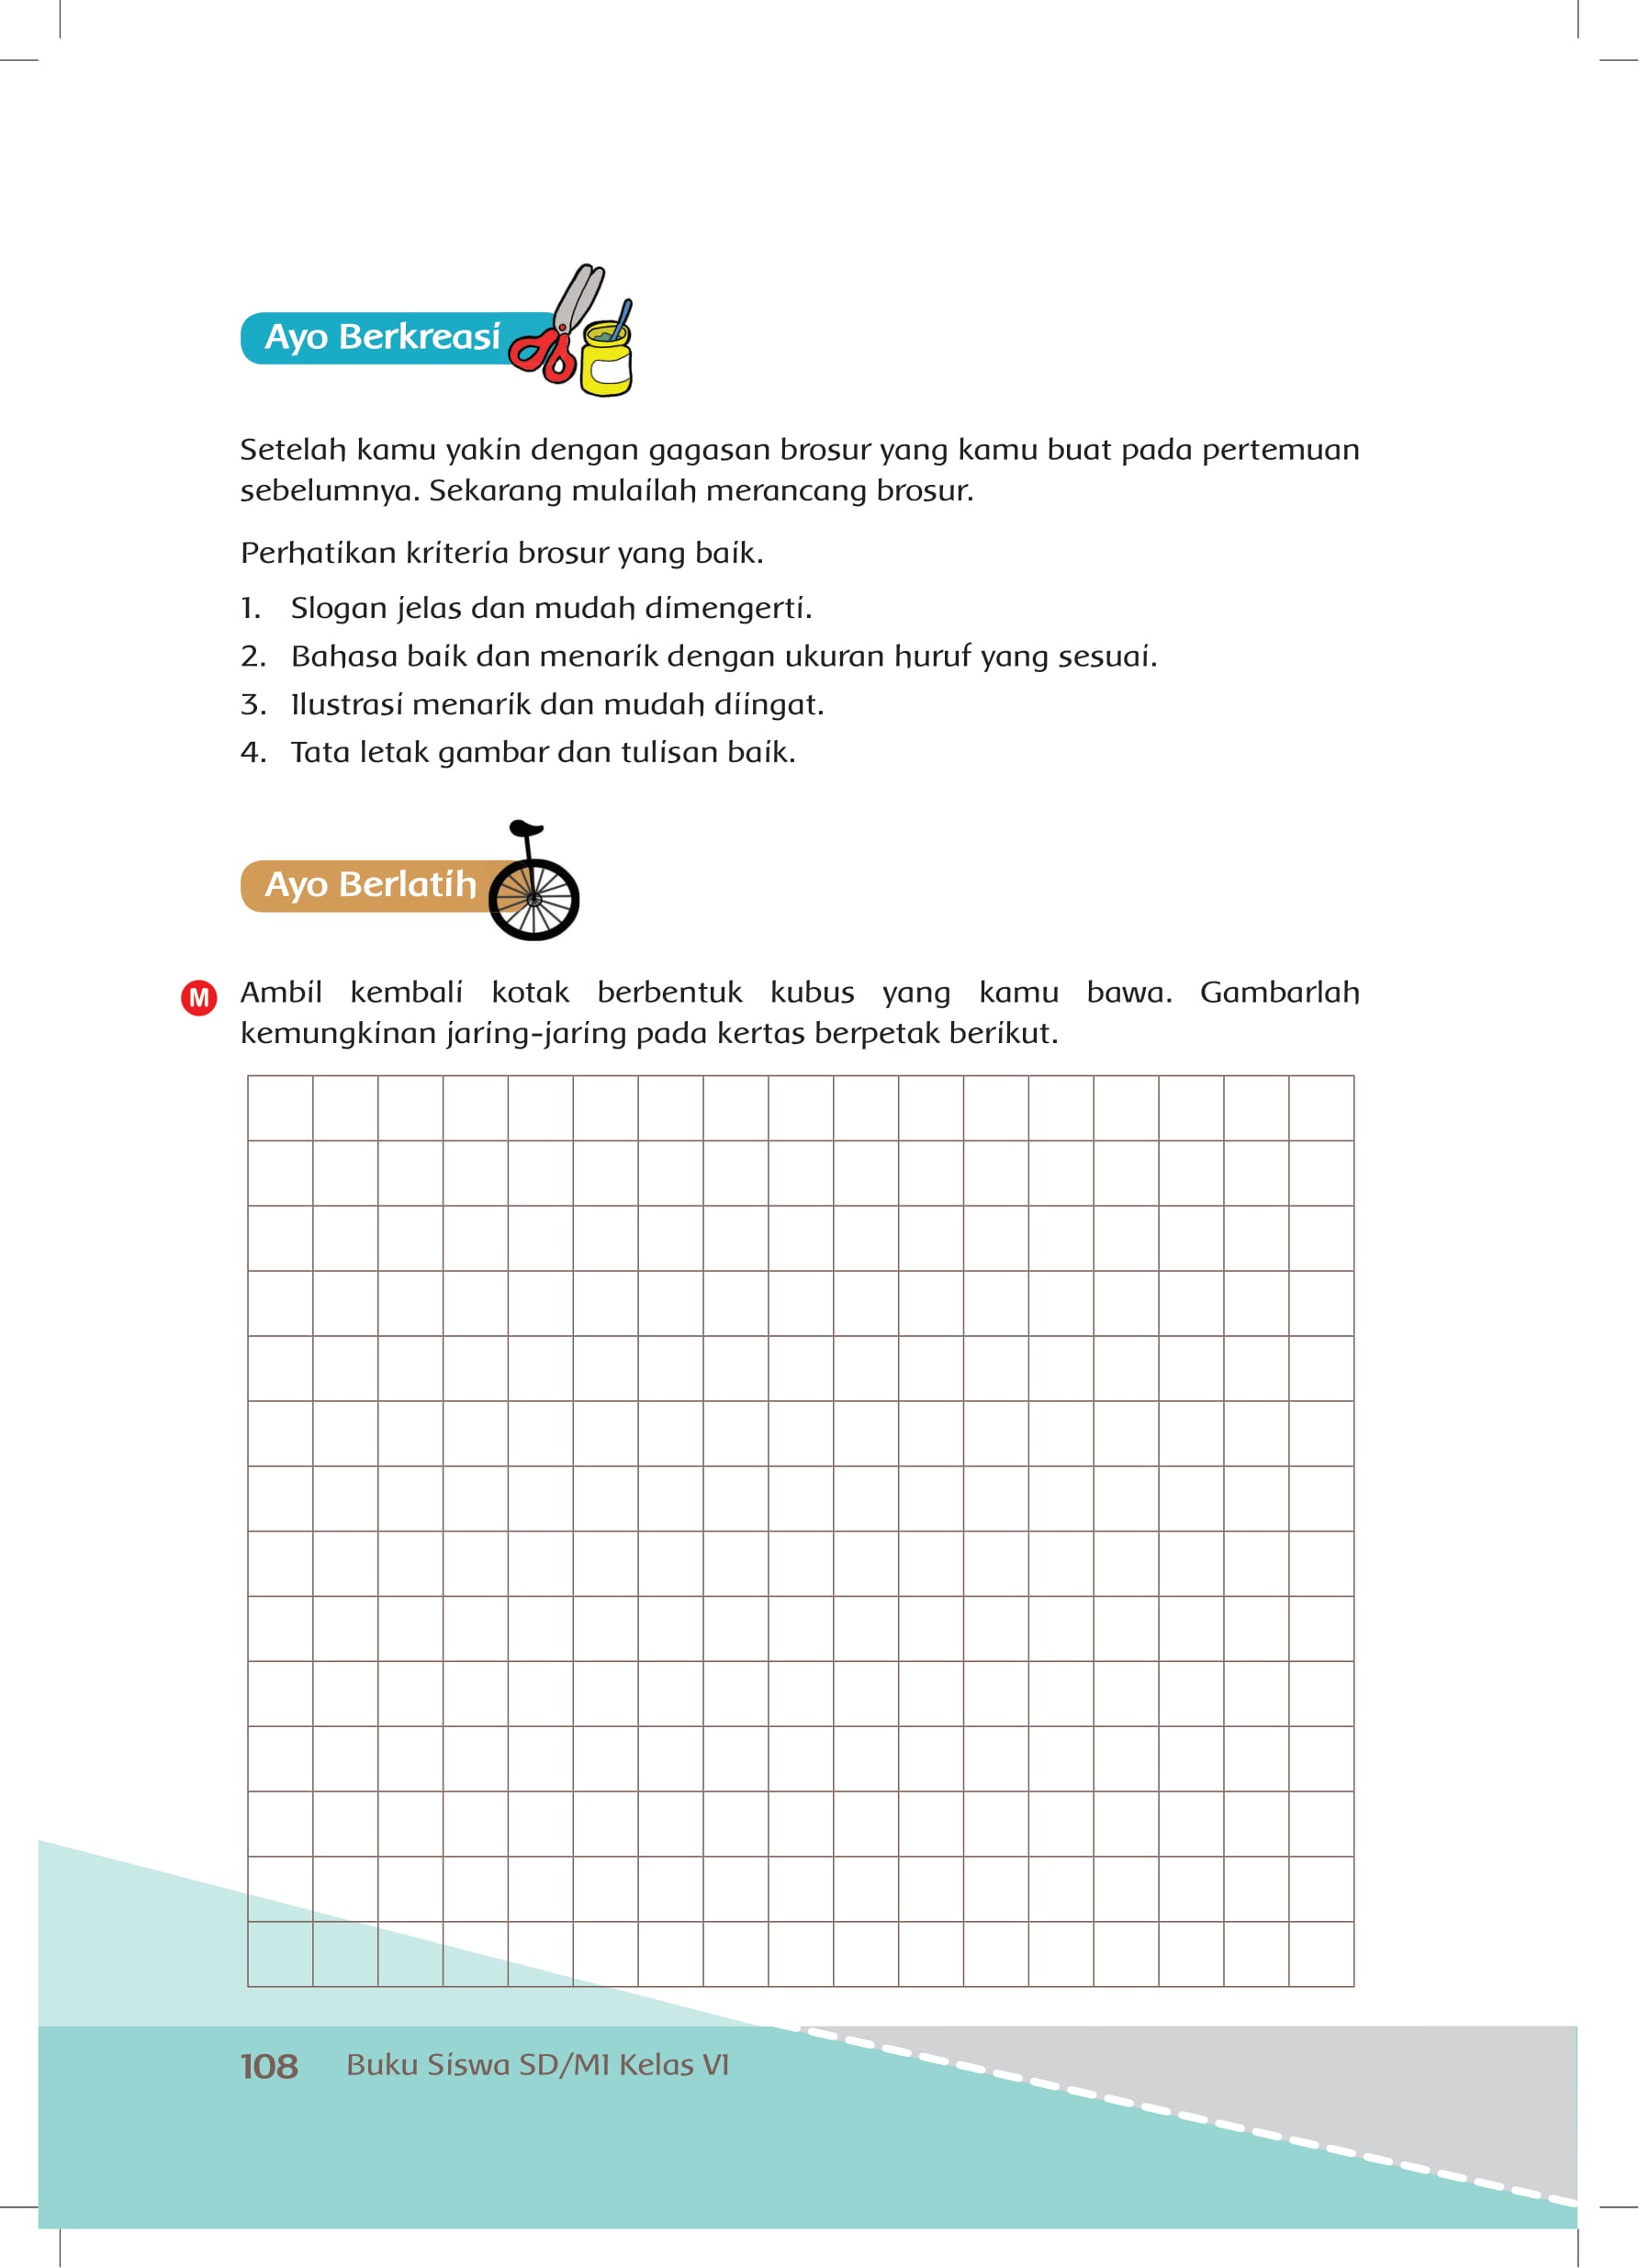 Ayo Berkreasi
Setelah kamu yakin dengan gagasan brosur yang kamu buat pada pertemuan
sebelumnya. Sekarang mulailah merancang brosur.
Perhatikan kriteria brosur yang baik.
1. Slogan jelas dan mudah dimengerti.
2. Bahasa baik dan menarik dengan ukuran huruf yang sesuai.
3. Ilustrasi menarik dan mudah diingat.
4. Tata letak gambar dan tulisan baik.
Ayo Berlatih
M Ambil kembali kotak berbentuk kubus yang kamu bawa. Gambarlah
kemungkinan jaring-jaring pada kertas berpetak berikut.
108 Buku Siswa SD/MI Kelas VI